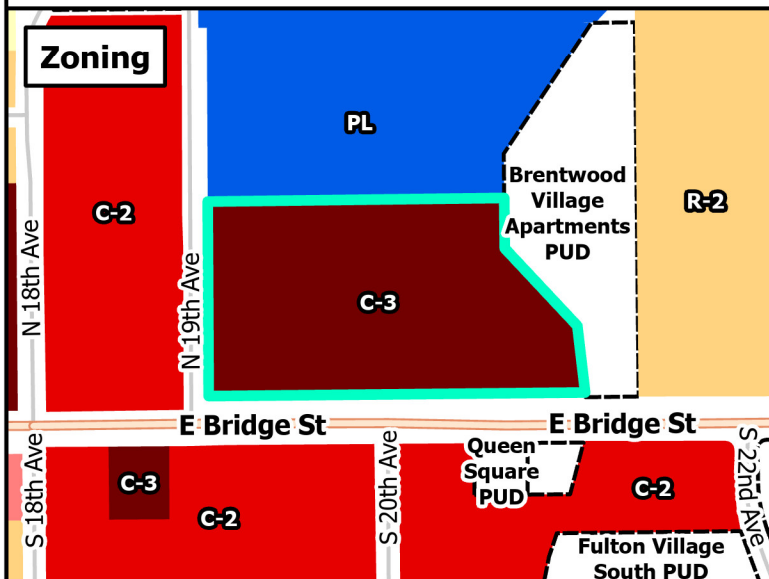 Zoning
PL
Brentwood
Village
Apartments
PUD
R-2
C-2
N 18th Ave
N 19th Ave
C-3
E Bridge St
E Bridge St
S 18th Ave
C-3
C-2
S 20th Ave
Queen
Square
PUD
C-2
S 22nd Ave
Fulton Village
South PUD